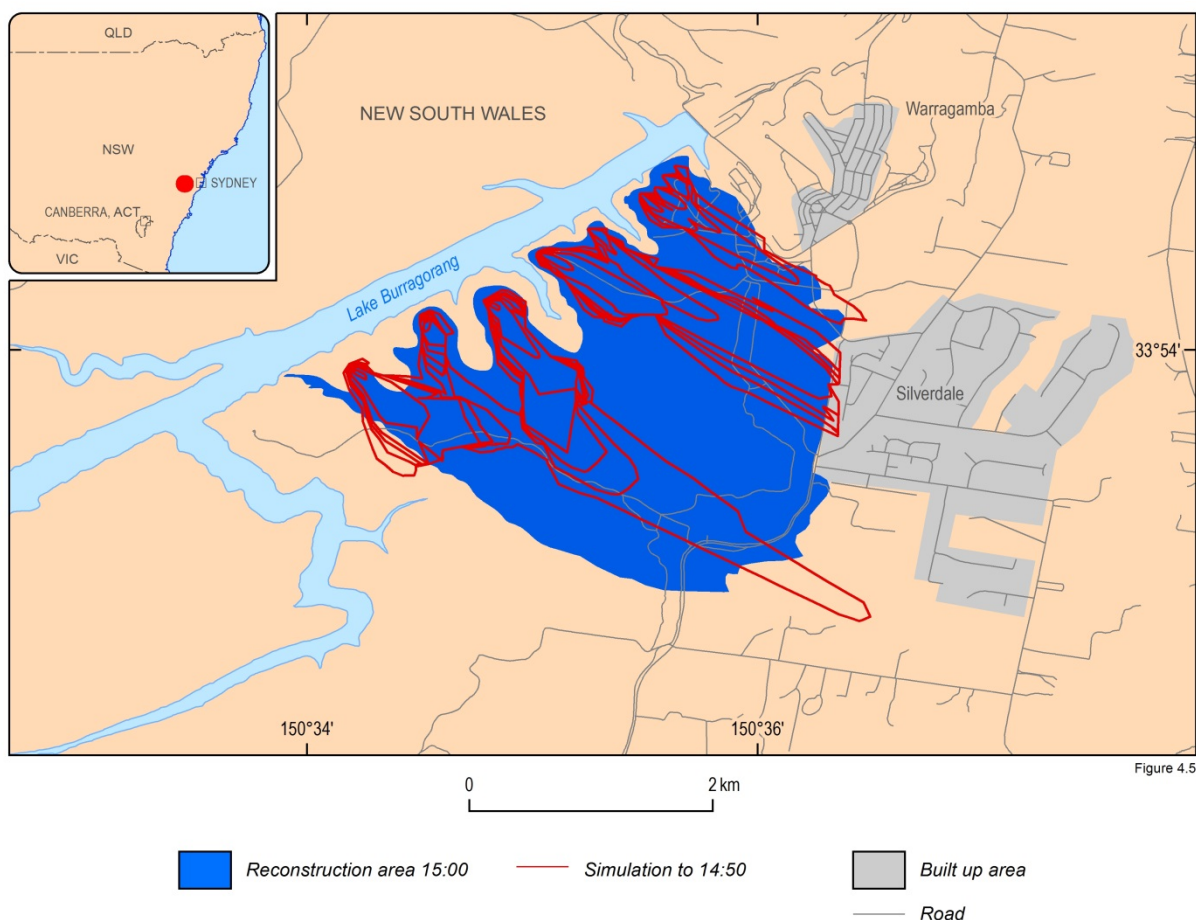 QLD
NSW
SYDNEY
CANBERRA, ACT
VIC
NEW SOUTH WALES
Warragamba
Lake Burragorang
33°54'
Silverdale
150°34'
150°36'
Figure 4.5
0
2 km
Reconstruction area 15:00
Simulation to 14:50
Built up area
Road